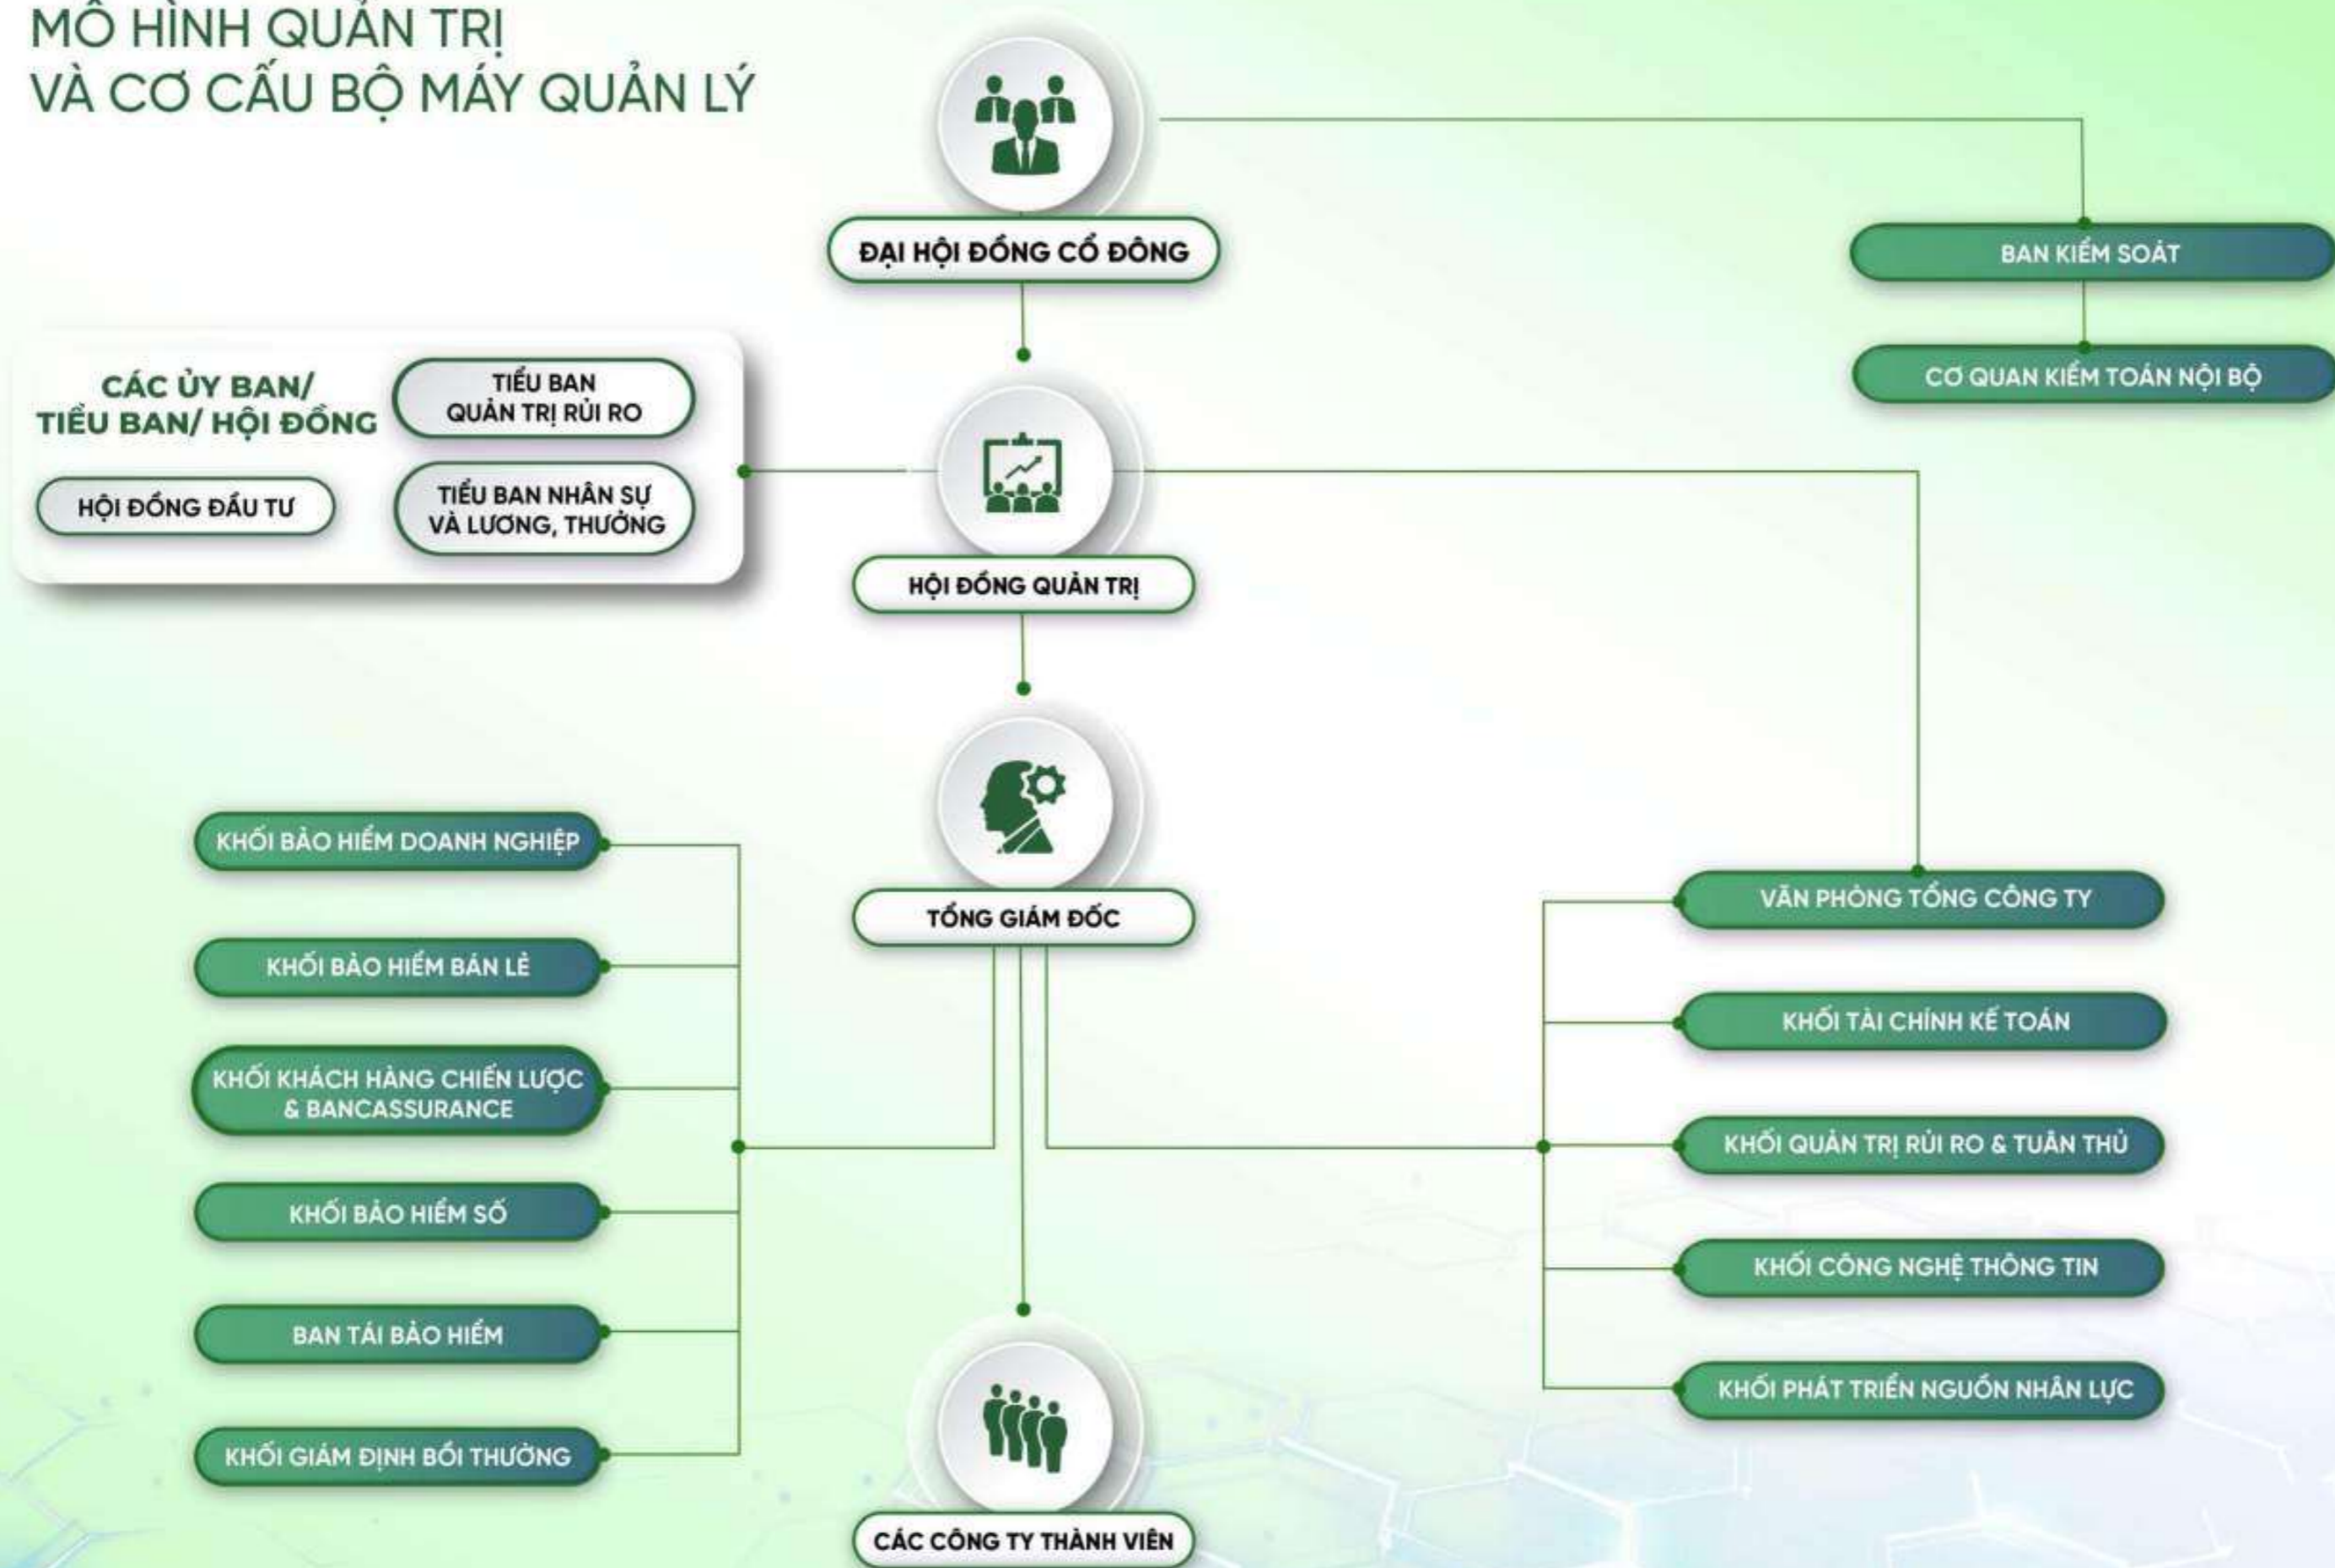 MÔ HÌNH QUẢN TRỊ
VÀ CƠ CẤU BỘ MÁY QUẢN LÝ
ĐẠI HỘI ĐỒNG CỔ ĐÔNG
BAN KIỂM SOÁT
CƠ QUAN KIỂM TOÁN NỘI BỘ
CÁC ỦY BAN/
TIỂU BAN/ HỘI ĐỒNG
TIỂU BAN
QUẢN TRỊ RỦI RO
HỘI ĐỒNG ĐẦU TƯ
TIỂU BAN NHÂN SỰ
VÀ LƯƠNG, THƯỞNG
HỘI ĐỒNG QUẢN TRỊ
TỔNG GIÁM ĐỐC
KHỐI BẢO HIỂM DOANH NGHIỆP
KHỐI BẢO HIỂM BÁN LẺ
KHỐI KHÁCH HÀNG CHIẾN LƯỢC
& BANCASSURANCE
KHỐI BẢO HIỂM SỐ
BAN TÁI BẢO HIỂM
KHỐI GIÁM ĐỊNH BỒI THƯỜNG
VĂN PHÒNG TỔNG CÔNG TY
KHỐI TÀI CHÍNH KẾ TOÁN
KHỐI QUẢN TRỊ RỦI RO & TUÂN THỦ
KHỐI CÔNG NGHỆ THÔNG TIN
KHỐI PHÁT TRIỂN NGUỒN NHÂN LỰC
CÁC CÔNG TY THÀNH VIÊN